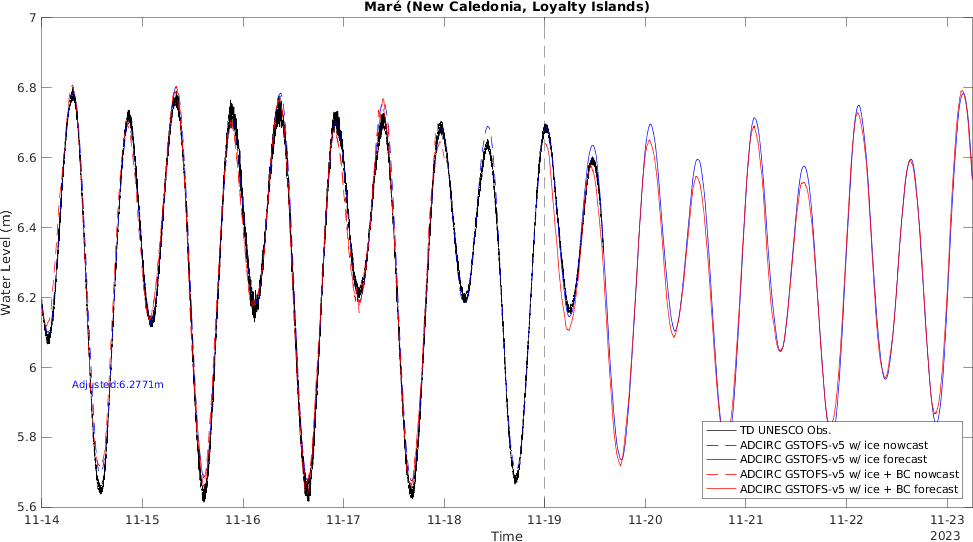 Maré (New Caledonia, Loyalty Islands)
7
6.8
6.6
6.4
6.2
6
5.8
5.6
Water Level (m)
Adjusted:6.2771m
TD UNESCO Obs.
ADCIRC GSTOFS-v5 w/ ice nowcast
ADCIRC GSTOFS-v5 w/ ice forecast
ADCIRC GSTOFS-v5 w/ ice + BC nowcast
ADCIRC GSTOFS-v5 w/ ice + BC forecast
11-14 11-15 11-16 11-17 11-18 11-19 11-20 11-21 11-22 11-23
2023
Time